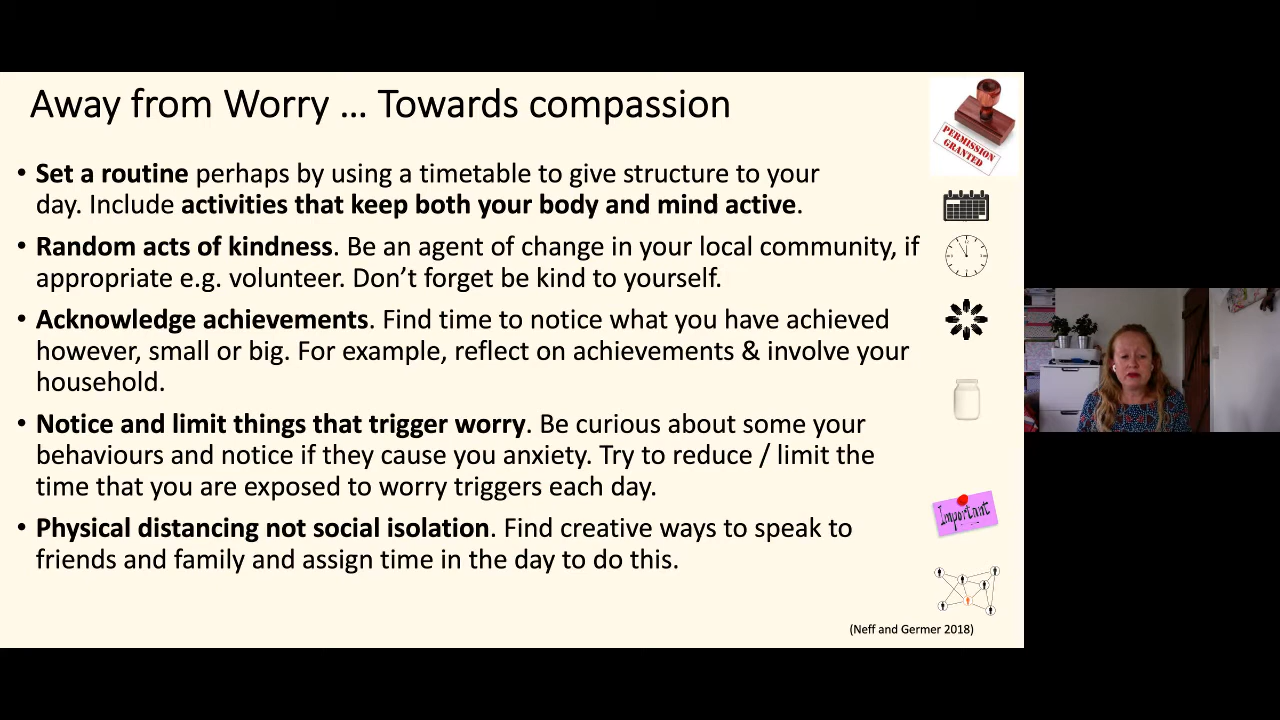 Away from Worry ... Towards compassion
PERMISSION
GRANTED
• Set a routine perhaps by using a timetable to give structure to your
day. Include activities that keep both your body and mind active.
• Random acts of kindness. Be an agent of change in your local community, if
appropriate e.g. volunteer. Don't forget be kind to yourself.
• Acknowledge achievements. Find time to notice what you have achieved
however, small or big. For example, reflect on achievements & involve your
household.
• Notice and limit things that trigger worry. Be curious about some your
behaviours and notice if they cause you anxiety. Try to reduce / limit the
time that you are exposed to worry triggers each day.
Important
• Physical distancing not social isolation. Find creative ways to speak to
friends and family and assign time in the day to do this.
(Neff and Germer 2018)